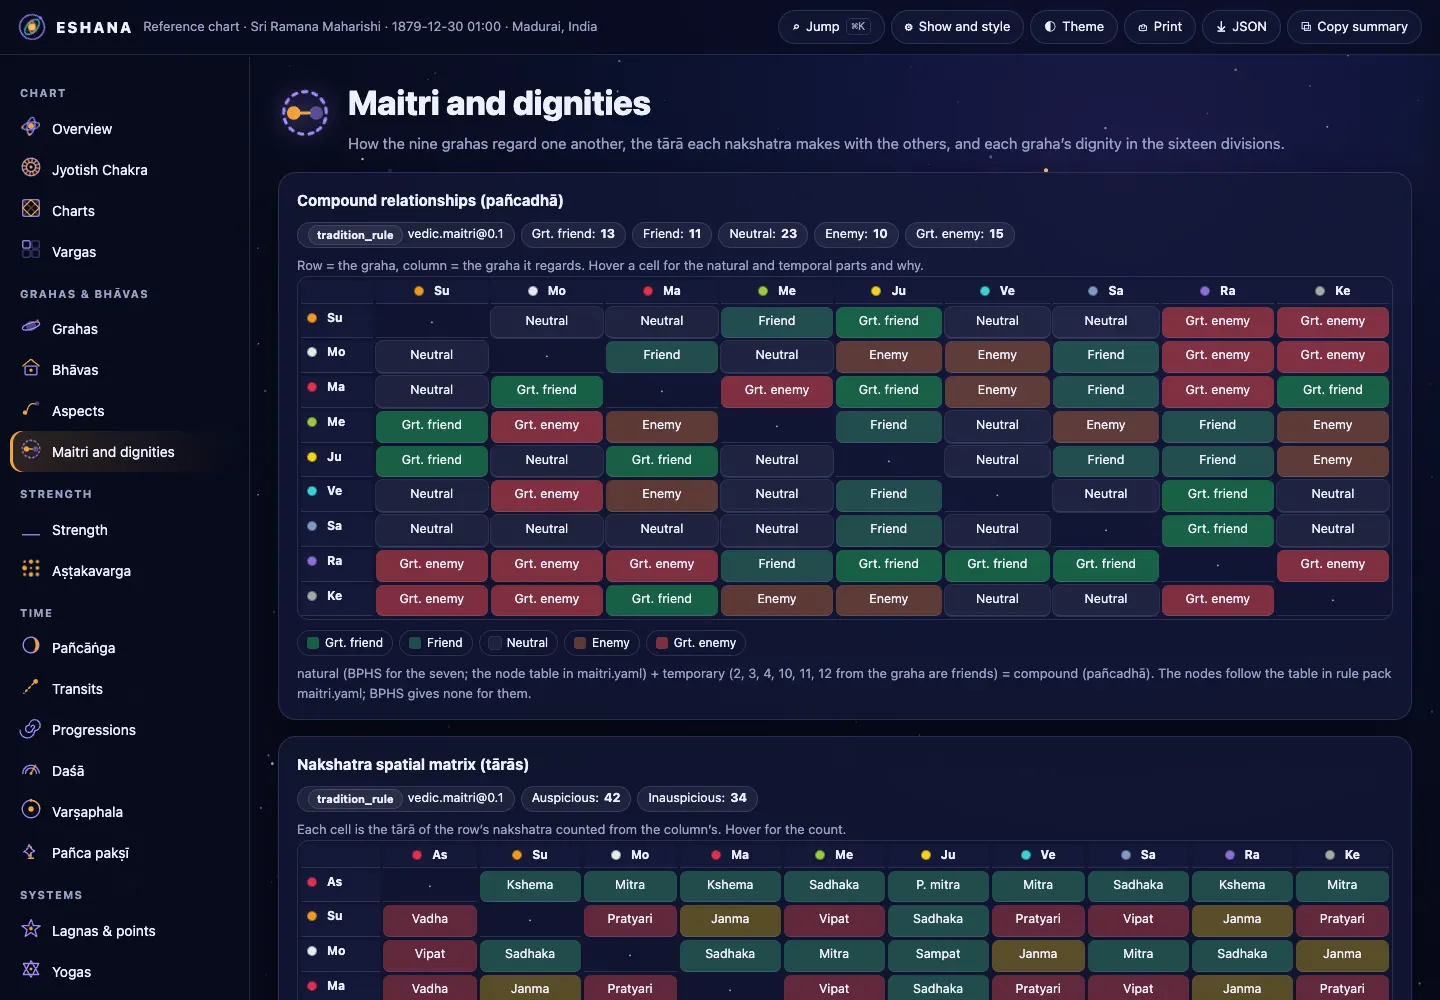 ESHANA Reference chart · Sri Ramana Maharishi · 1879-12-30 01:00 · Madurai, India
Jump ⌘K Show and style Theme Print JSON Copy summary
CHART
Overview
Jyotish Chakra
Charts
Vargas
GRAHAS & BHĀVAS
Grahas
Bhāvas
Aspects
Maitri and dignities
STRENGTH
Strength
Aṣṭakavarga
TIME
Pañcāṅga
Transits
Progressions
Daśā
Varṣaphala
Pañca pakṣī
SYSTEMS
Lagnas & points
Yogas
Maitri and dignities
How the nine grahas regard one another, the tārā each nakshatra makes with the others, and each graha's dignity in the sixteen divisions.
Compound relationships (pañcadhā)
tradition_rule vedic.maitri@0.1 Grt. friend: 13 Friend: 11 Neutral: 23 Enemy: 10 Grt. enemy: 15
Row = the graha, column = the graha it regards. Hover a cell for the natural and temporal parts and why.
Su Mo Ma Me Ju Ve Sa Ra Ke
Su · Neutral Neutral Friend Grt. friend Neutral Neutral Grt. enemy Grt. enemy
Mo Neutral · Friend Neutral Enemy Enemy Friend Grt. enemy Grt. enemy
Ma Neutral Grt. friend · Grt. enemy Grt. friend Enemy Friend Grt. enemy Grt. friend
Me Grt. friend Grt. enemy Enemy · Friend Neutral Enemy Friend Enemy
Ju Grt. friend Neutral Grt. friend Neutral · Neutral Friend Friend Enemy
Ve Neutral Grt. enemy Enemy Neutral Friend · Neutral Grt. friend Neutral
Sa Neutral Neutral Neutral Neutral Friend Neutral · Grt. friend Neutral
Ra Grt. enemy Grt. enemy Grt. enemy Friend Grt. friend Grt. friend Grt. friend · Grt. enemy
Ke Grt. enemy Grt. enemy Grt. friend Enemy Enemy Neutral Neutral Grt. enemy ·
Grt. friend Friend Neutral Enemy Grt. enemy
natural (BPHS for the seven; the node table in maitri.yaml) + temporary (2, 3, 4, 10, 11, 12 from the graha are friends) = compound (pañcadhā). The nodes follow the table in rule pack
maitri.yaml; BPHS gives none for them.
Nakshatra spatial matrix (tārās)
tradition_rule vedic.maitri@0.1 Auspicious: 42 Inauspicious: 34
Each cell is the tārā of the row's nakshatra counted from the column's. Hover for the count.
As Su Mo Ma Me Ju Ve Sa Ra Ke
As · Kshema Mitra Kshema Sadhaka P. mitra Mitra Sadhaka Kshema Mitra
Su Vadha · Pratyari Janma Vipat Sadhaka Pratyari Vipat Janma Pratyari
Mo Vipat Sadhaka · Sadhaka Mitra Sampat Janma Mitra Sadhaka Janma
Ma Vadha Janma Pratyari · Vipat Sadhaka Pratyari Vipat Janma Pratyari